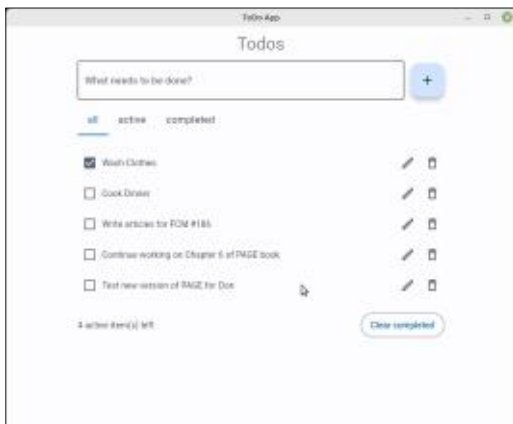 ToDo App
Todos
What needs to be done?
+
all active completed
Wash Clothes
Cook Dinner
Write articles for FCM #186
Continue working on Chapter 6 of PAGE book
Test new version of PAGE for Don
4 active item(s) left
Clear completed